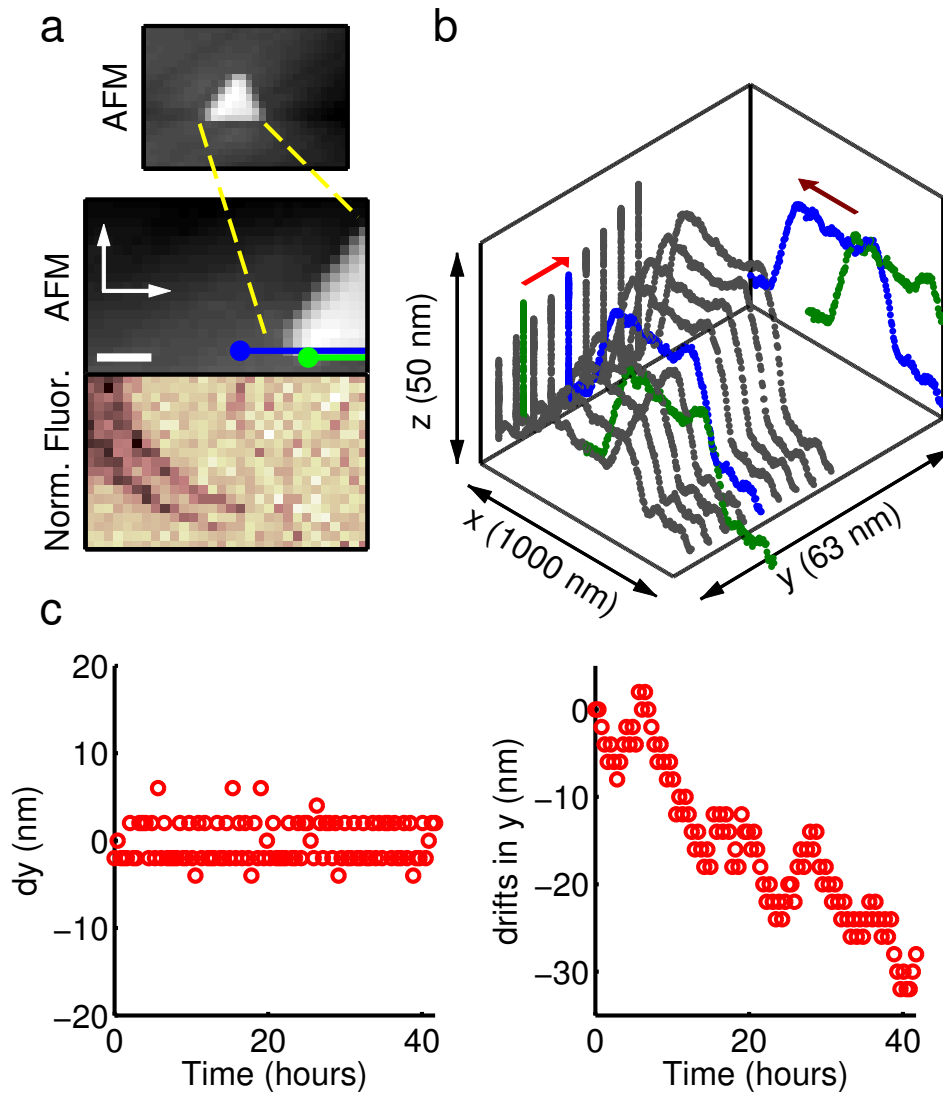 a
AFM
AFM
Norm. Fluor.
b
z (50 nm)
x (1000 nm)
y (63 nm)
c
20
10
0
−10
−20
dy (nm)
0
20
40
Time (hours)
0
−10
−20
−30
drifts in y (nm)
0
20
40
Time (hours)